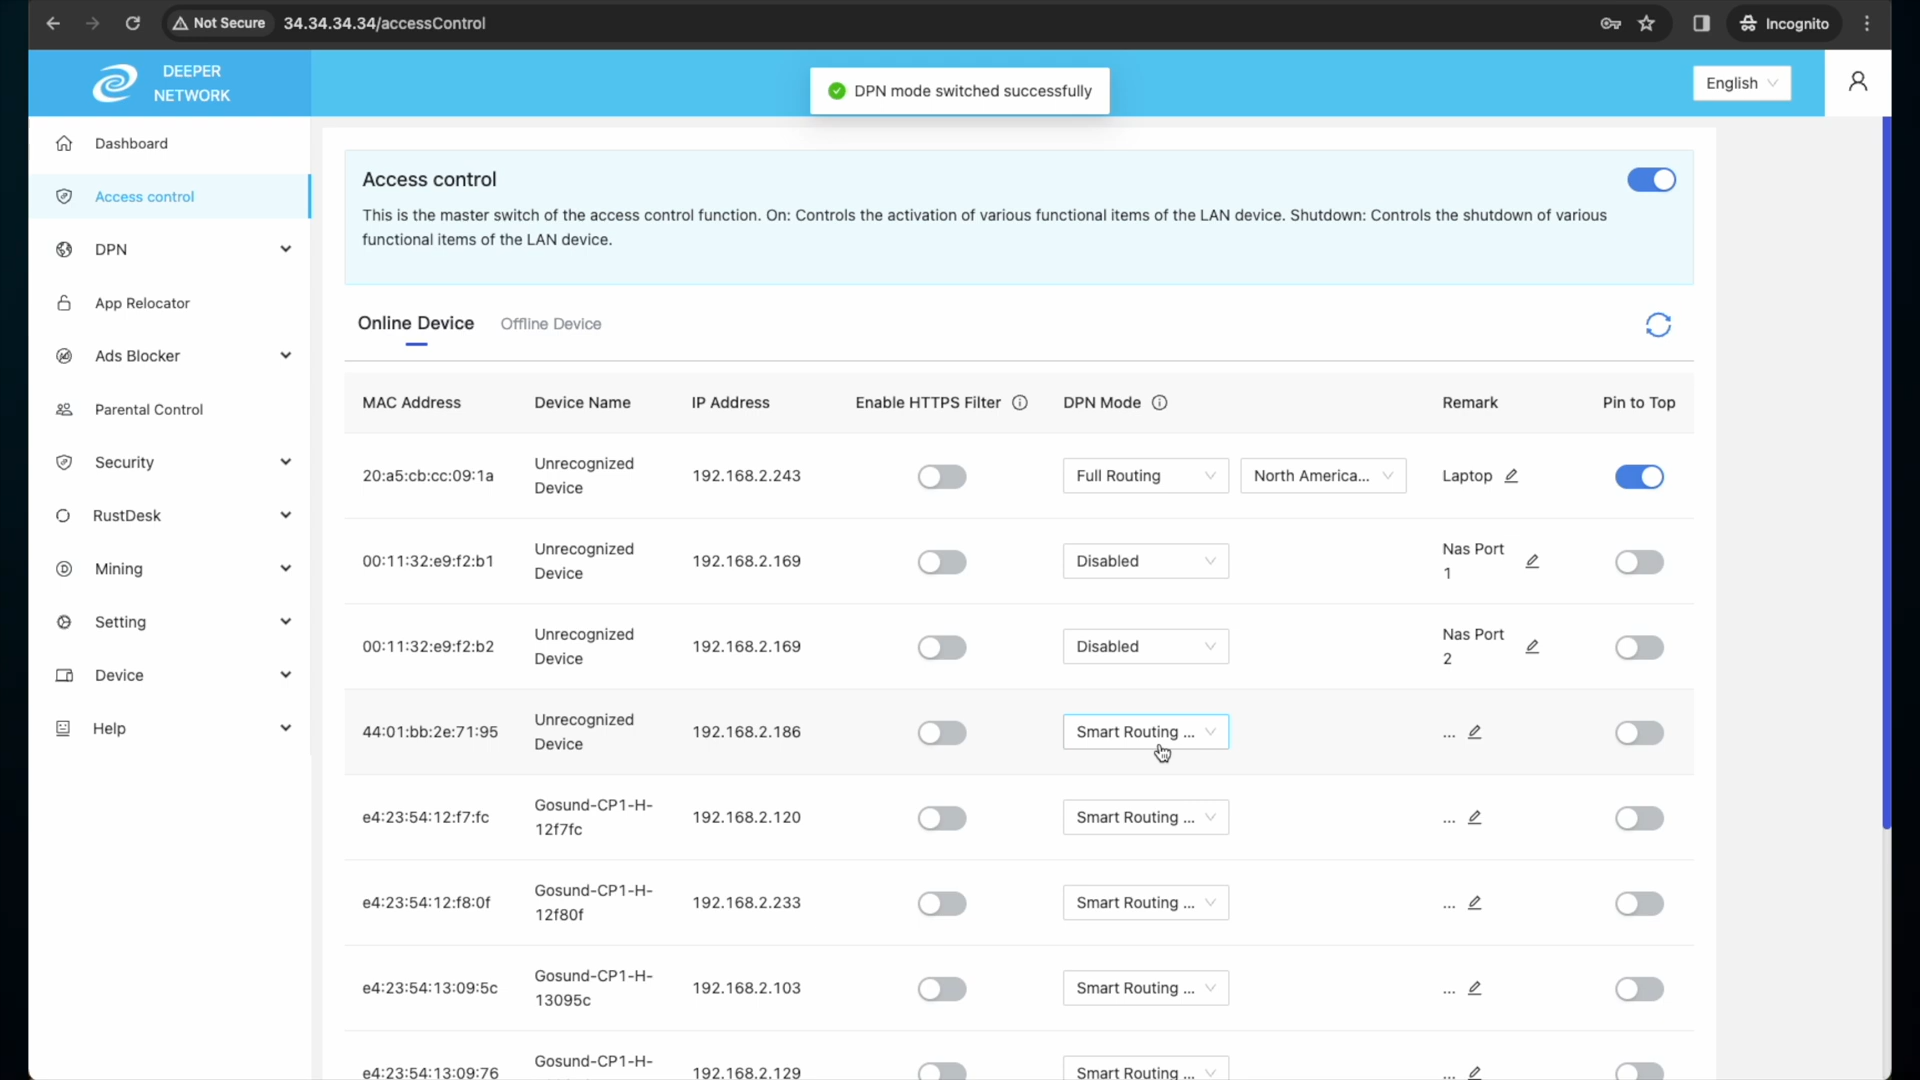 Not Secure 34.34.34.34/accessControl Incognito
DEEPER
NETWORK
DPN mode switched successfully
English
Dashboard
Access control
DPN
App Relocator
Ads Blocker
Parental Control
Security
RustDesk
Mining
Setting
Device
Help
Access control
This is the master switch of the access control function. On: Controls the activation of various functional items of the LAN device. Shutdown: Controls the shutdown of various
functional items of the LAN device.
Online Device Offline Device
MAC Address Device Name IP Address Enable HTTPS Filter DPN Mode Remark Pin to Top
20:a5:cb:cc:09:1a Unrecognized Device 192.168.2.243 Full Routing North America... Laptop
00:11:32:e9:f2:b1 Unrecognized Device 192.168.2.169 Disabled Nas Port 1
00:11:32:e9:f2:b2 Unrecognized Device 192.168.2.169 Disabled Nas Port 2
44:01:bb:2e:71:95 Unrecognized Device 192.168.2.186 Smart Routing ... ...
e4:23:54:12:f7:fc Gosund-CP1-H-12f7fc 192.168.2.120 Smart Routing ... ...
e4:23:54:12:f8:0f Gosund-CP1-H-12f80f 192.168.2.233 Smart Routing ... ...
e4:23:54:13:09:5c Gosund-CP1-H-13095c 192.168.2.103 Smart Routing ... ...
e4:23:54:13:09:76 Gosund-CP1-H- 192.168.2.129 Smart Routing ... ...